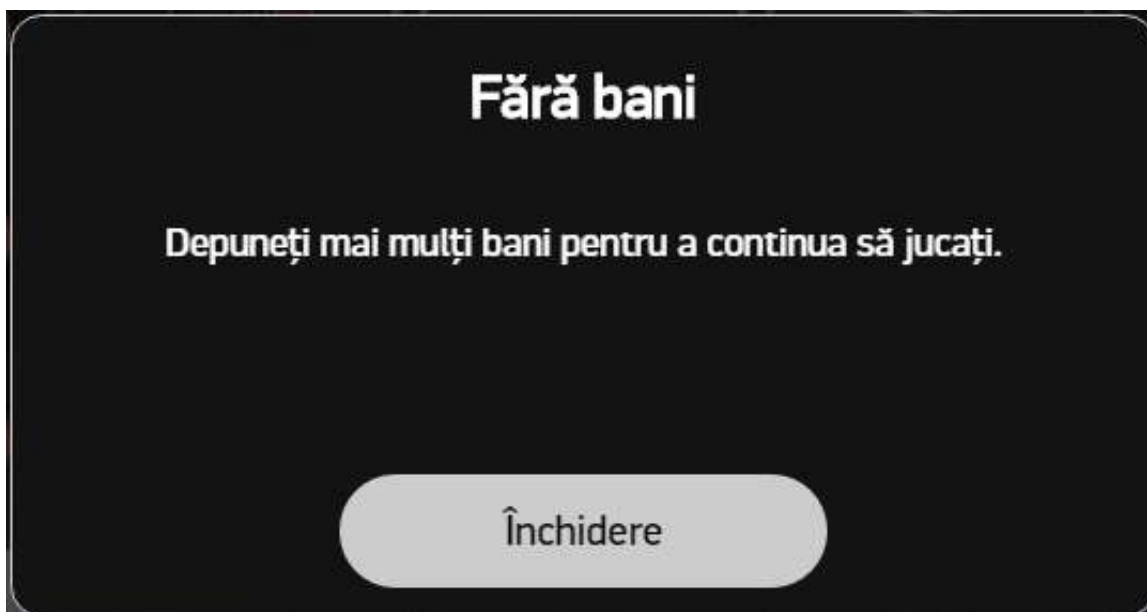 Fără bani
Depuneți mai mulți bani pentru a continua să jucați.
Închidere